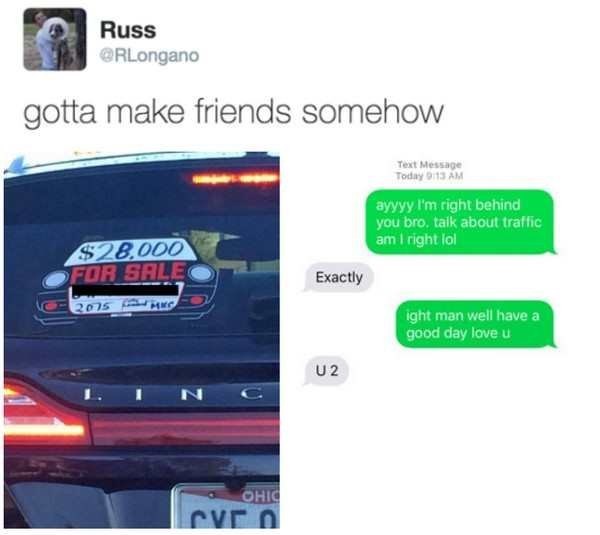 Russ
@RLongano
gotta make friends somehow
$28,000
FOR SALE
2015 MKC
L I N C
OHIO
Text Message
Today 9:13 AM
ayyyy I'm right behind
you bro. talk about traffic
am I right lol
Exactly
ight man well have a
good day love u
U 2